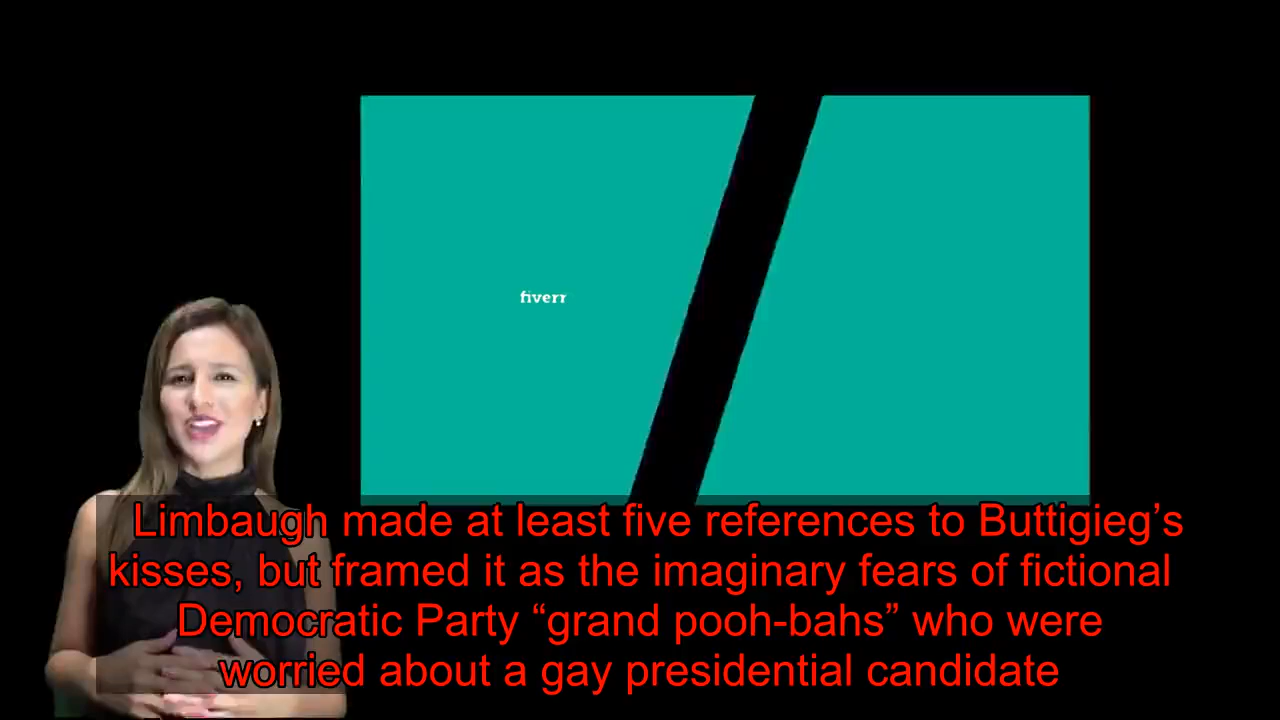 fiverr
Limbaugh made at least five references to Buttigieg’s
kisses, but framed it as the imaginary fears of fictional
Democratic Party “grand pooh-bahs” who were
worried about a gay presidential candidate